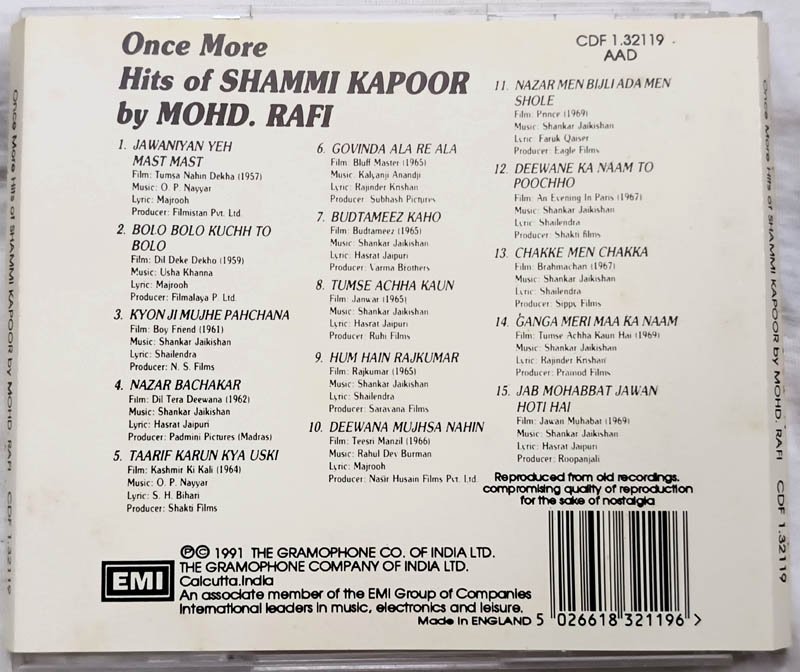 Once More
Hits of SHAMMI KAPOOR
by MOHD. RAFI
1. JAWANIYAN YEH
MAST MAST
Film: Tumsa Nahin Dekha (1957)
Music: O. P. Nayyar
Lyric: Majrooh
Producer: Filmistan Pvt. Ltd
2. BOLO BOLO KUCHH TO
BOLO
Film: Dil Deke Dekho (1959)
Music: Usha Khanna
Lyric: Majrooh
Producer: Filmalaya P. Ltd.
3. KYON JI MUJHE PAHCHANA
Film: Boy Friend (1961)
Music: Shankar Jaikishan
Lyric: Shailendra
Producer: N. S. Films
4. NAZAR BACHAKAR
Film: Dil Tera Deewana (1962)
Music: Shankar Jaikishan
Lyric: Hasrat Jaipuri
Producer: Padmini Pictures (Madras)
5. TAARIF KARUN KYA USKI
Film: Kashmir Ki Kali (1964)
Music: O. P. Nayyar
Lyric: S. H. Bihari
Producer: Shakti Films
6. GOVINDA ALA RE ALA
Film: Bluff Master (1965)
Music: Kalyanji Anandji
Lyric: Rajinder Krishan
Producer: Subhash Pictures
7. BUDTAMEEZ KAHO
Film: Budtameez (1965)
Music: Shankar Jaikishan
Lyric: Hasrat Jaipuri
Producer: Varma Brothers
8. TUMSE ACHHA KAUN
Film: Janwar (1965)
Music: Shankar Jaikishan
Lyric: Hasrat Jaipuri
Producer: Ruhi Films
9. HUM HAIN RAJKUMAR
Film: Rajkumar (1965)
Music: Shankar Jaikishan
Lyric: Shailendra
Producer: Saravana Films
10. DEEWANA MUJHSA NAHIN
Film: Teesri Manzil (1966)
Music: Rahul Dev Burman
Lyric: Majrooh
Producer: Nasir Husain Films Pvt. Ltd
CDF 1.32119
AAD
11. NAZAR MEN BIJLI ADA MEN
SHOLE
Film: Prince (1969)
Music: Shankar Jaikishan
Lyric: Faruk Qaiser
Producer: Eagle Films
12. DEEWANE KA NAAM TO
POOCHHO
Film: An Evening In Paris (1967)
Music: Shankar Jaikishan
Lyric: Shailendra
Producer: Shakti films
13. CHAKKE MEN CHAKKA
Film: Brahmachari (1967)
Music: Shankar Jaikishan
Lyric: Shailendra
Producer: Sippy Films
14. GANGA MERI MAA KA NAAM
Film: Tumse Achha Kaun Hai (1969)
Music: Shankar Jaikishan
Lyric: Rajinder Krishan
Producer: Pramod Films
15. JAB MOHABBAT JAWAN
HOTI HAI
Film: Jawan Muhabat (1969)
Music: Shankar Jaikishan
Lyric: Hasrat Jaipuri
Producer: Roopanjali
Reproduced from old recordings.
compromising quality of reproduction
for the sake of nostalgia
EMI
℗© 1991 THE GRAMOPHONE CO. OF INDIA LTD.
THE GRAMOPHONE COMPANY OF INDIA LTD.
Calcutta.India
An associate member of the EMI Group of Companies
International leaders in music, electronics and leisure.
Made in ENGLAND
5 026618 321196 >
Once More Hits of SHAMMI KAPOOR by MOHD. RAFI CDF 1.32119
Once More Hits of SHAMMI KAPOOR by MOHD. RAFI CDF 1.32119